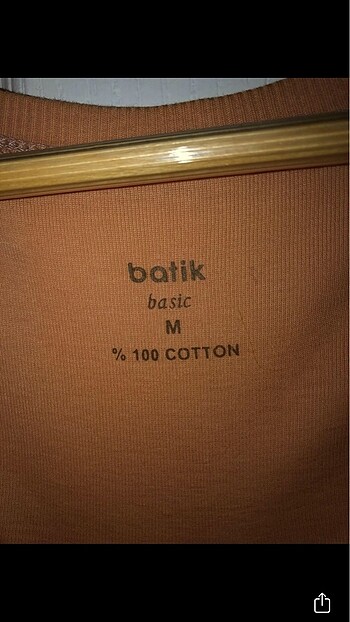 batik
basic
M
% 100 COTTON